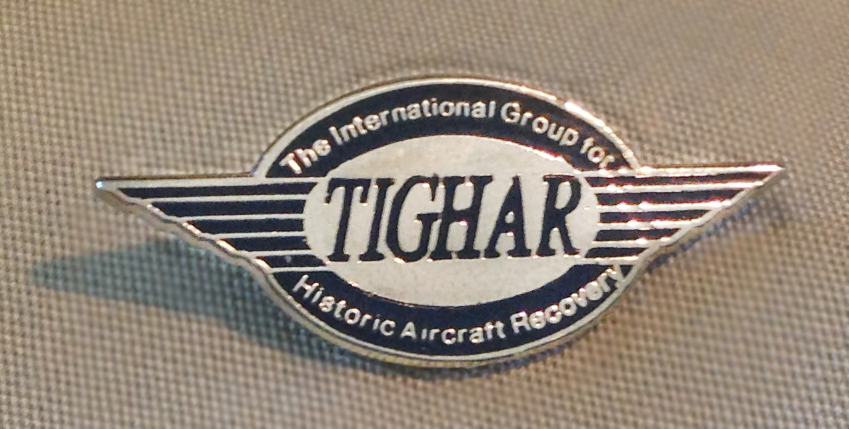 The International Group for
TIGHAR
Historic Aircraft Recovery